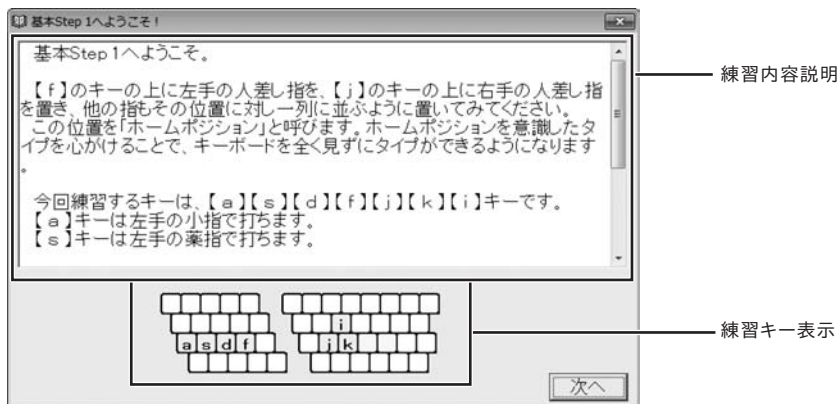 基本Step 1へようこそ！
基本Step 1へようこそ。
【f】のキーの上に左手の人差し指を、【j】のキーの上に右手の人差し指
を置き、他の指もその位置に対し一列に並ぶように置いてみてください。
この位置を「ホームポジション」と呼びます。ホームポジションを意識したタ
イプを心がけることで、キーボードを全く見ずにタイプができるようになります
。
今回練習するキーは、【a】【s】【d】【f】【j】【k】【i】キーです。
【a】キーは左手の小指で打ちます。
【s】キーは左手の薬指で打ちます。
練習内容説明
i
a s d f j k
練習キー表示
次へ